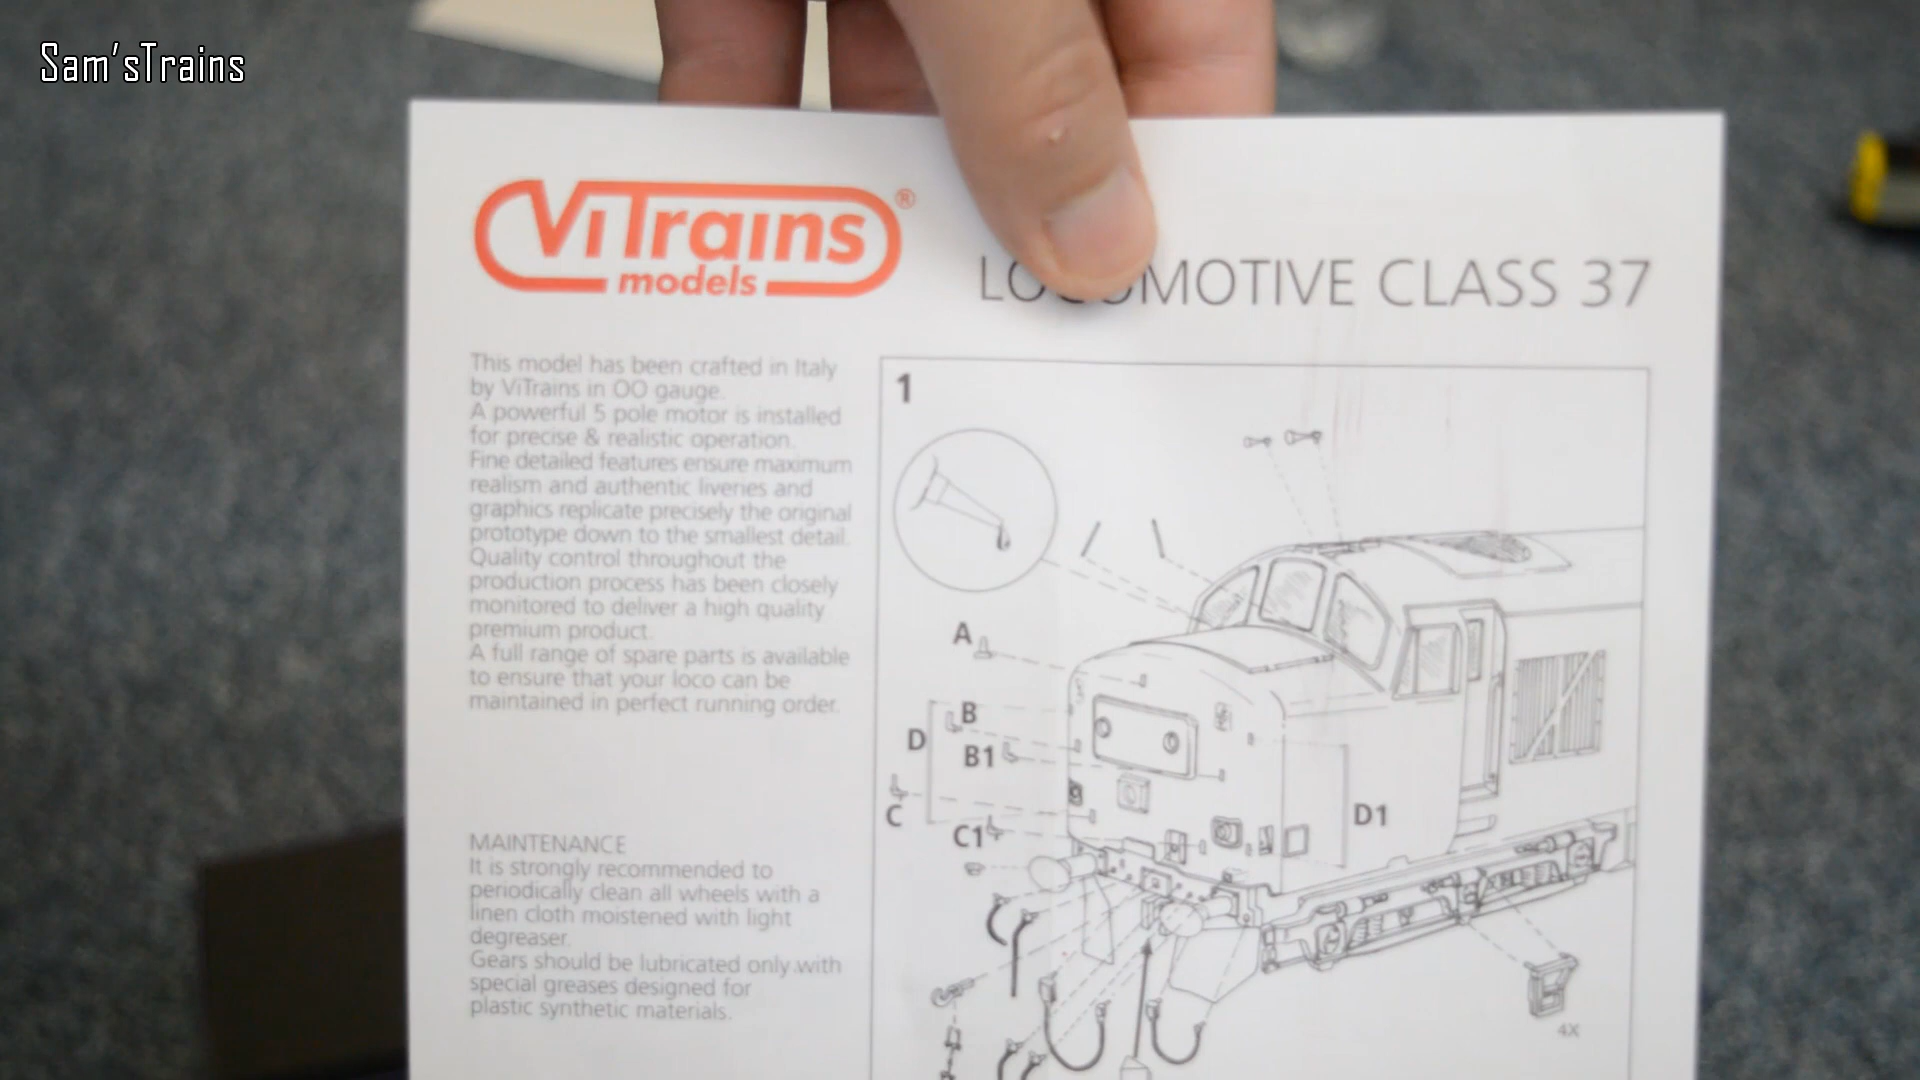 Sam'sTrains
ViTrains®
models
LOCOMOTIVE CLASS 37
This model has been crafted in Italy
by ViTrains in OO gauge.
A powerful 5 pole motor is installed
for precise & realistic operation.
Fine detailed features ensure maximum
realism and authentic liveries and
graphics replicate precisely the original
prototype down to the smallest detail.
Quality control throughout the
production process has been closely
monitored to deliver a high quality
premium product.
A full range of spare parts is available
to ensure that your loco can be
maintained in perfect running order.
MAINTENANCE
It is strongly recommended to
periodically clean all wheels with a
linen cloth moistened with light
degreaser.
Gears should be lubricated only with
special greases designed for
plastic synthetic materials.
1
A
B
D
B1
C
C1
D1
4X